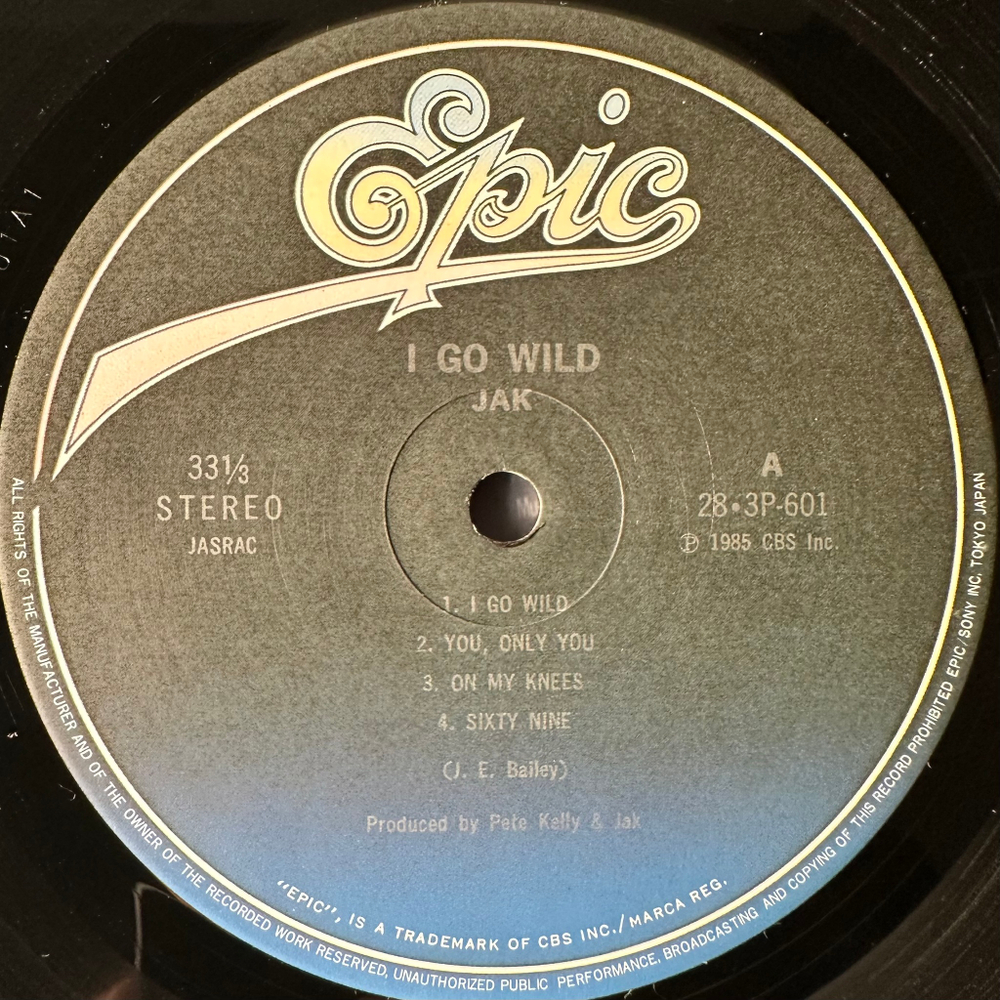 Epic
I GO WILD
JAK
33⅓
STEREO
JASRAC
A
28•3P-601
Ⓟ 1985 CBS Inc.
1. I GO WILD
2. YOU, ONLY YOU
3. ON MY KNEES
4. SIXTY NINE
(J. E. Bailey)
Produced by Pete Kelly & Jak
"EPIC", IS A TRADEMARK OF CBS INC./MARCA REG.
ALL RIGHTS OF THE MANUFACTURER AND OF THE OWNER OF THE RECORDED WORK RESERVED, UNAUTHORIZED PUBLIC PERFORMANCE, BROADCASTING AND COPYING OF THIS RECORD PROHIBITED EPIC/SONY INC. TOKYO JAPAN